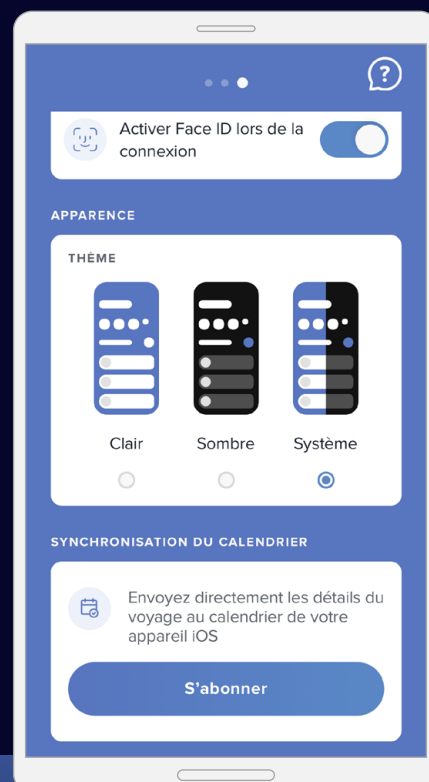 ?
Activer Face ID lors de la
connexion
APPARENCE
THÈME
Clair
Sombre
Système
SYNCHRONISATION DU CALENDRIER
Envoyez directement les détails du
voyage au calendrier de votre
appareil iOS
S'abonner